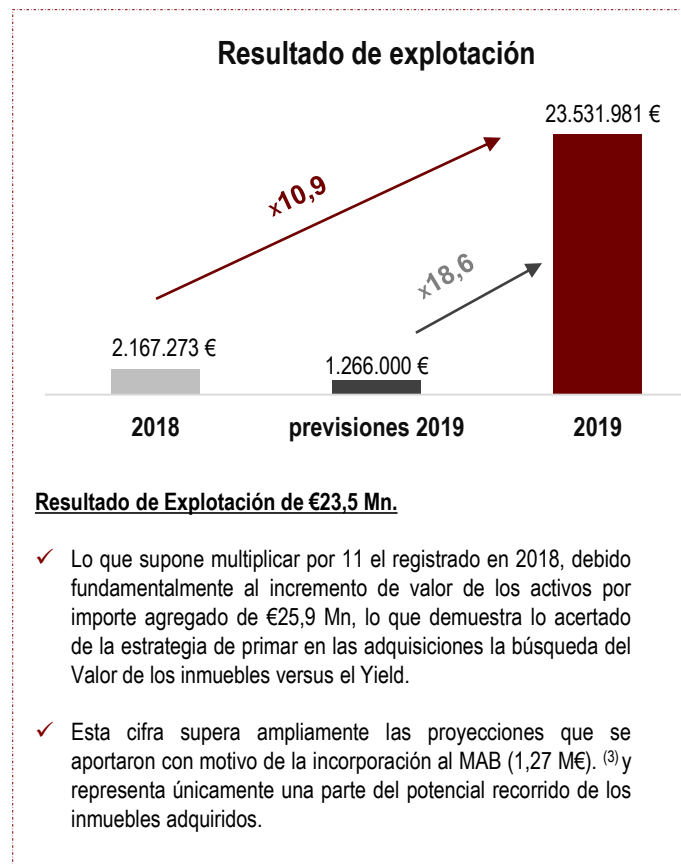 Resultado de explotación
23.531.981 €
x10,9
x18,6
2.167.273 €
1.266.000 €
2018
previsiones 2019
2019
Resultado de Explotación de €23,5 Mn.
✓ Lo que supone multiplicar por 11 el registrado en 2018, debido
fundamentalmente al incremento de valor de los activos por
importe agregado de €25,9 Mn, lo que demuestra lo acertado
de la estrategia de primar en las adquisiciones la búsqueda del
Valor de los inmuebles versus el Yield.
✓ Esta cifra supera ampliamente las proyecciones que se
aportaron con motivo de la incorporación al MAB (1,27 M€). (3) y
representa únicamente una parte del potencial recorrido de los
inmuebles adquiridos.